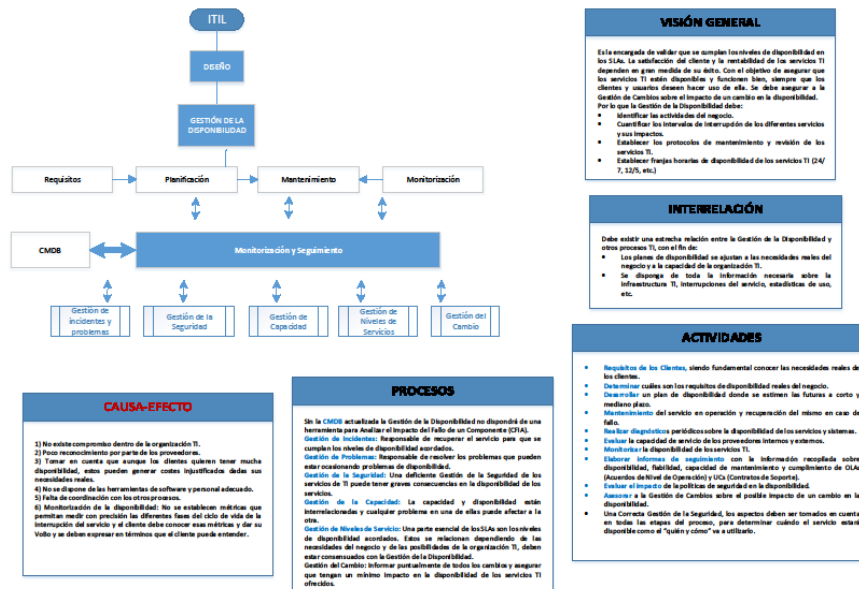 ITIL
DISEÑO
GESTIÓN DE LA
DISPONIBILIDAD
Requisitos
Planificación
Mantenimiento
Monitorización
CMDB
Monitorización y Seguimiento
Gestión de
incidentes y
problemas
Gestión de la
Seguridad
Gestión de
Capacidad
Gestión de
Niveles de
Servicios
Gestión del
Cambio
VISIÓN GENERAL
Es la encargada de validar que se cumplan los niveles de disponibilidad en
los SLAs. La satisfacción del cliente y la rentabilidad de los servicios TI
dependen en gran medida de su éxito. Con el objetivo de asegurar que
los servicios TI estén disponibles y funcionen bien, siempre que los
clientes y usuarios deseen hacer uso de ella. Se debe asegurar a la
Gestión de Cambios sobre el impacto de un cambio en la disponibilidad.
Por lo que la Gestión de la Disponibilidad debe:
• Identificar las actividades del negocio.
• Cuantificar los intervalos de interrupción de los diferentes servicios
y sus impactos.
• Establecer los protocolos de mantenimiento y revisión de los
servicios TI.
• Establecer franjas horarias de disponibilidad de los servicios TI (24/
7, 12/5, etc.)
INTERRELACIÓN
Debe existir una estrecha relación entre la Gestión de la Disponibilidad y
otros procesos TI, con el fin de:
• Los planes de disponibilidad se ajustan a las necesidades reales del
negocio y a la capacidad de la organización TI.
• Se disponga de toda la información necesaria sobre la
infraestructura TI, interrupciones del servicio, estadísticas de uso,
etc.
ACTIVIDADES
• Requisitos de los Clientes, siendo fundamental conocer las necesidades reales de
los clientes.
• Determinar cuáles son los requisitos de disponibilidad reales del negocio.
• Desarrollar un plan de disponibilidad donde se estimen las futuras a corto y
mediano plazo.
• Mantenimiento del servicio en operación y recuperación del mismo en caso de
fallo.
• Realizar diagnósticos periódicos sobre la disponibilidad de los servicios y sistemas.
• Evaluar la capacidad de servicio de los proveedores internos y externos.
• Monitorizar la disponibilidad de los servicios TI.
• Elaborar informes de seguimiento con la información recopilada sobre
disponibilidad, fiabilidad, capacidad de mantenimiento y cumplimiento de OLAs
(Acuerdos de Nivel de Operación) y UCs (Contratos de Soporte).
• Evaluar el impacto de la políticas de seguridad en la disponibilidad.
• Asesorar a la Gestión de Cambios sobre el posible impacto de un cambio en la
disponibilidad.
• Una Correcta Gestión de la Seguridad, los aspectos deben ser tomados en cuenta
en todas las etapas del proceso, para determinar cuándo el servicio estará
disponible como el "quién y cómo" va a utilizarlo.
CAUSA-EFECTO
1) No existe compromiso dentro de la organización TI.
2) Poco reconocimiento por parte de los proveedores.
3) Tomar en cuenta que aunque los clientes quieren tener mucha
disponibilidad, estos pueden generar costes injustificados dadas sus
necesidades reales.
4) No se dispone de las herramientas de software y personal adecuado.
5) Falta de coordinación con los otros procesos.
6) Monitorización de la disponibilidad: No se establecen métricas que
permitan medir con precisión las diferentes fases del ciclo de vida de la
interrupción del servicio y el cliente debe conocer esas métricas y dar su
VoBo y se deben expresar en términos que el cliente pueda entender.
PROCESOS
Sin la CMDB actualizada la Gestión de la Disponibilidad no dispondrá de una
herramienta para Analizar el Impacto del Fallo de un Componente (CFIA).
Gestión de Incidentes: Responsable de recuperar el servicio para que se
cumplan los niveles de disponibilidad acordados.
Gestión de Problemas: Responsable de resolver los problemas que pueden
estar ocasionando problemas de disponibilidad.
Gestión de la Seguridad: Una deficiente Gestión de la Seguridad de los
servicios de TI puede tener graves consecuencias en la disponibilidad de los
servicios.
Gestión de la Capacidad: La capacidad y disponibilidad están
interrelacionadas y cualquier problema en una de ellas puede afectar a la
otra.
Gestión de Niveles de Servicio: Una parte esencial de los SLAs son los niveles
de disponibilidad acordados. Estos se relacionan dependiendo de las
necesidades del negocio y de las posibilidades de la organización TI, deben
estar consensuados con la Gestión de la Disponibilidad.
Gestión del Cambio: Informar puntualmente de todos los cambios y asegurar
que tengan un mínimo impacto en la disponibilidad de los servicios TI
ofrecidos.